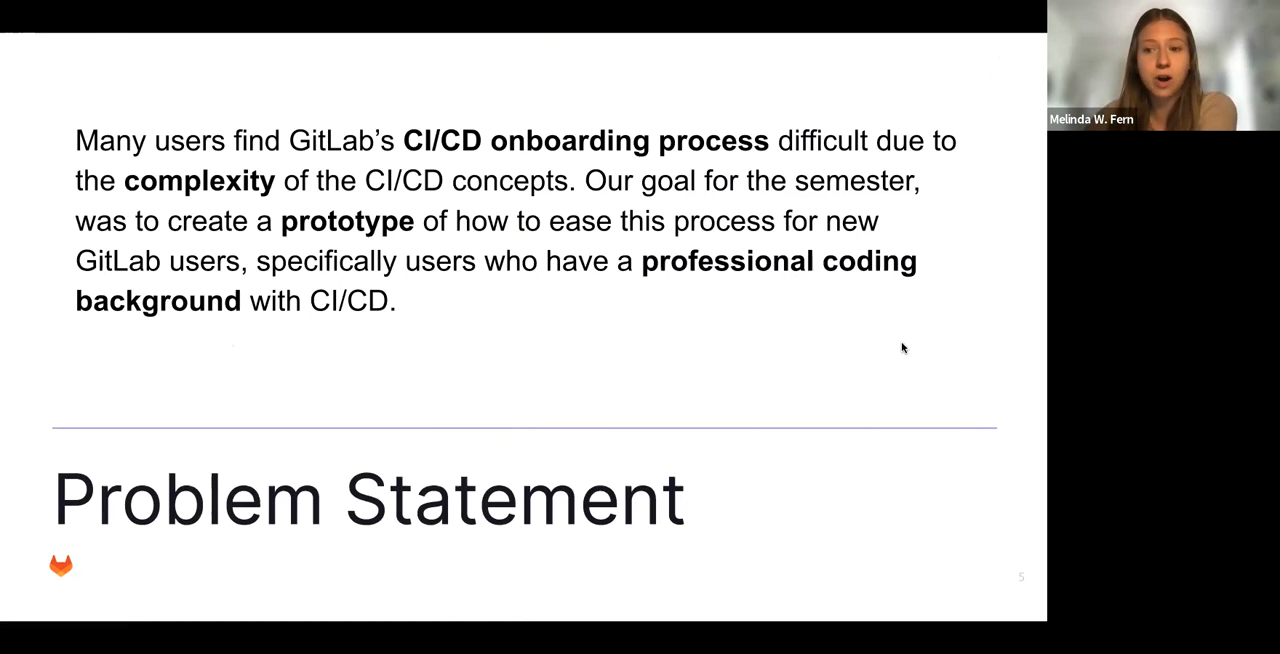 Many users find GitLab’s CI/CD onboarding process difficult due to
the complexity of the CI/CD concepts. Our goal for the semester,
was to create a prototype of how to ease this process for new
GitLab users, specifically users who have a professional coding
background with CI/CD.
Problem Statement
5
Melinda W. Fern